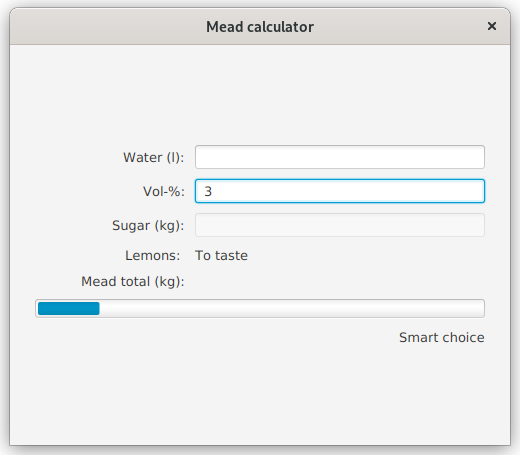 Mead calculator ×
Water (l):
Vol-%: 3
Sugar (kg):
Lemons: To taste
Mead total (kg):
Smart choice